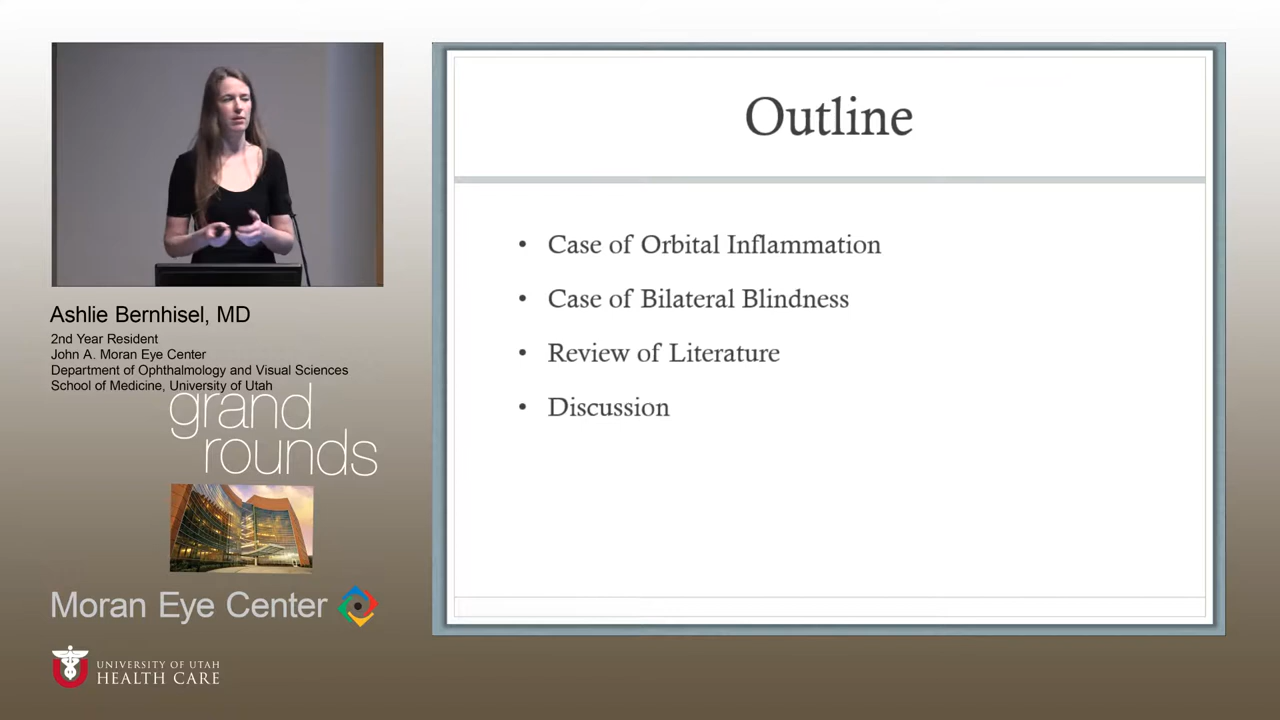 Ashlie Bernhisel, MD
2nd Year Resident
John A. Moran Eye Center
Department of Ophthalmology and Visual Sciences
School of Medicine, University of Utah
grand
rounds
Moran Eye Center
UNIVERSITY OF UTAH
HEALTH CARE
Outline
• Case of Orbital Inflammation
• Case of Bilateral Blindness
• Review of Literature
• Discussion